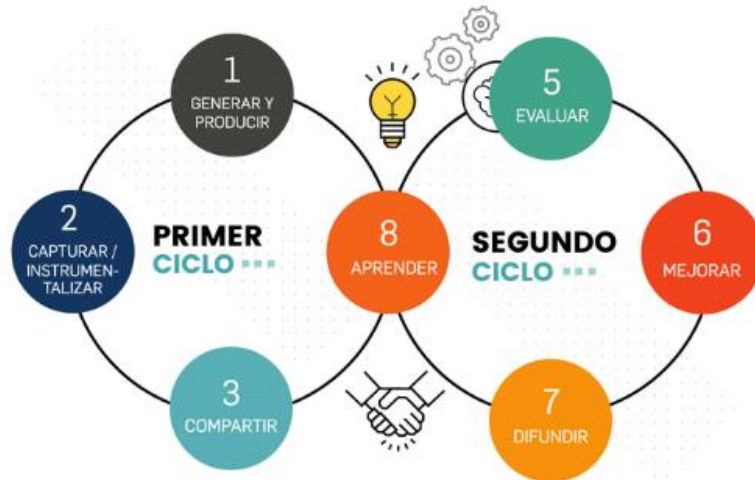 1
GENERAR Y
PRODUCIR
2
CAPTURAR /
INSTRUMEN-
TALIZAR
3
COMPARTIR
PRIMER
CICLO
8
APRENDER
SEGUNDO
CICLO
5
EVALUAR
6
MEJORAR
7
DIFUNDIR